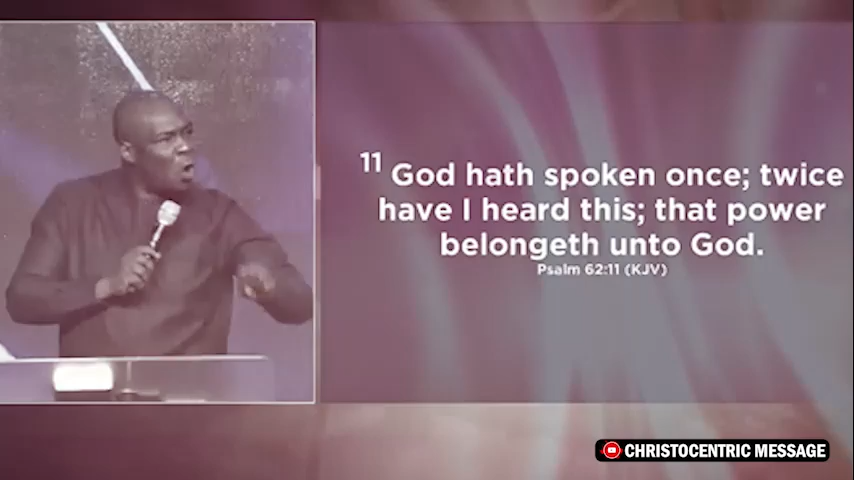 11 God hath spoken once; twice
have I heard this; that power
belongeth unto God.
Psalm 62:11 (KJV)
CHRISTOCENTRIC MESSAGE